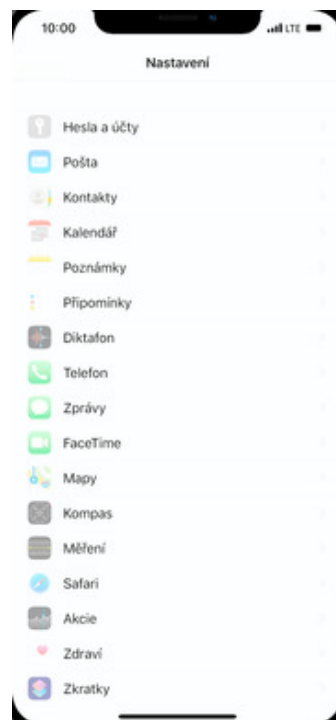 10:00
LTE
Nastavení
Hesla a účty
Pošta
Kontakty
Kalendář
Poznámky
Připomínky
Diktafon
Telefon
Zprávy
FaceTime
Mapy
Kompas
Měření
Safari
Akcie
Zdraví
Zkratky